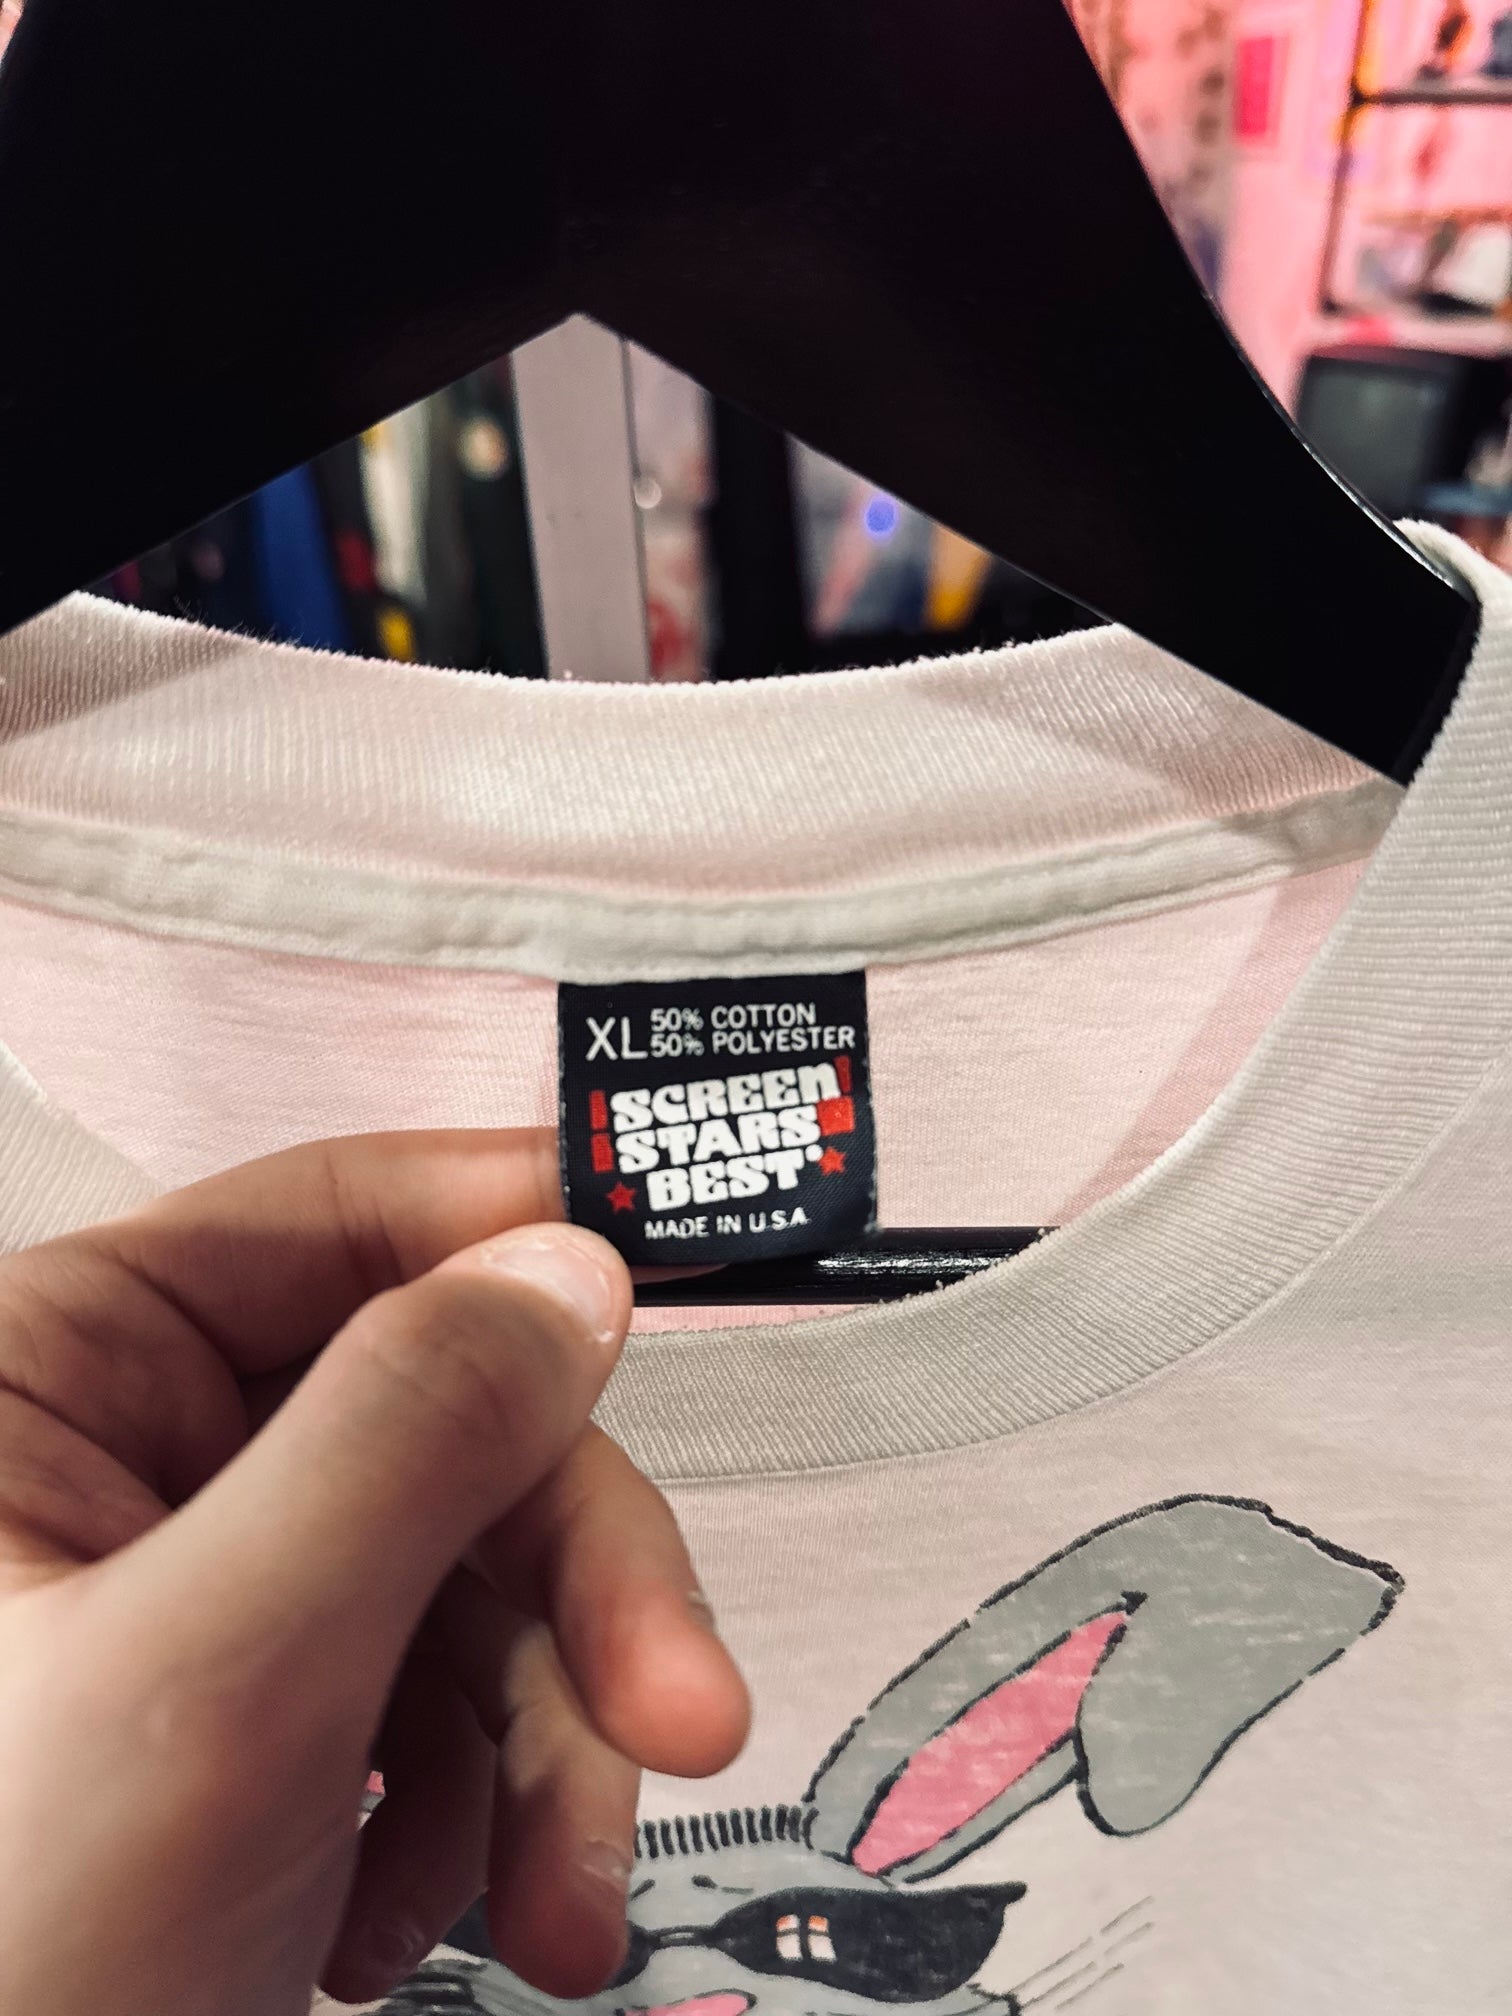 XL 50% COTTON
50% POLYESTER
SCREEN
STARS
BEST
MADE IN U.S.A.